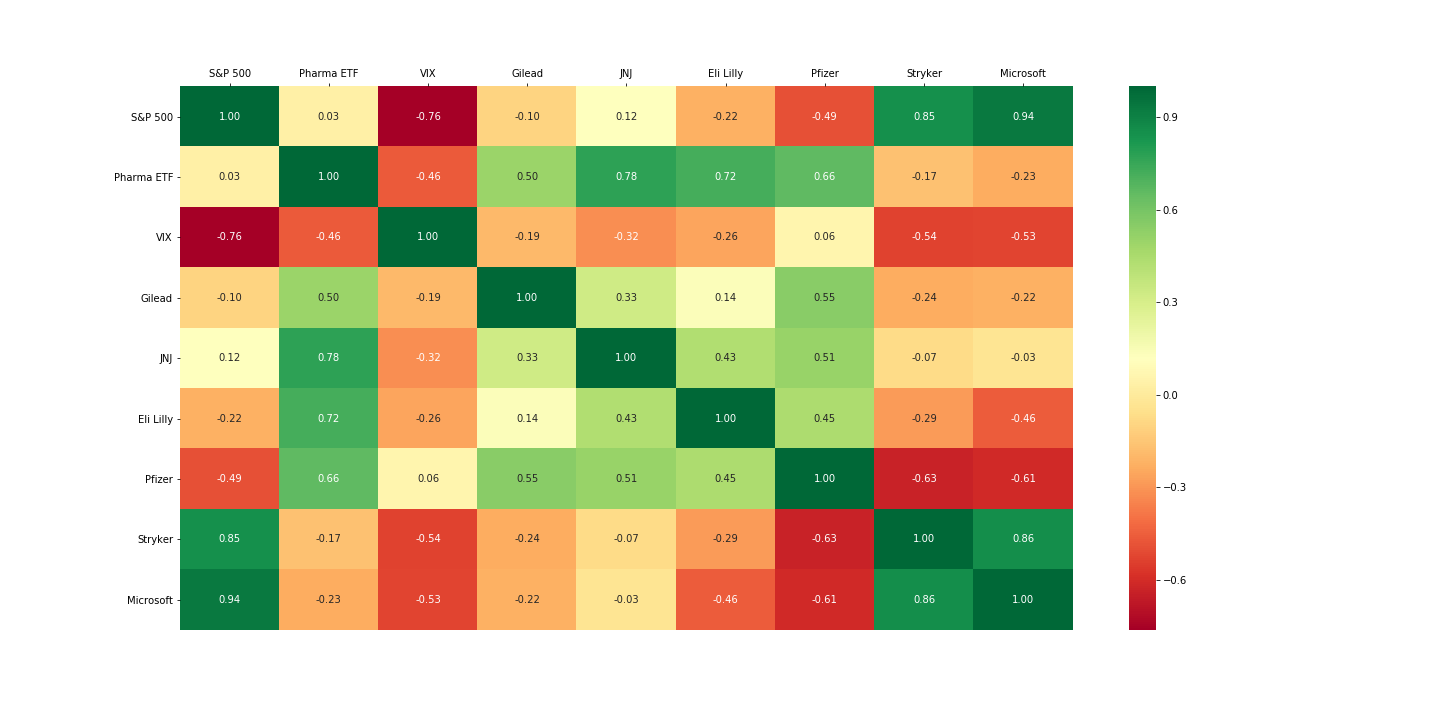 S&P 500 Pharma ETF VIX Gilead JNJ Eli Lilly Pfizer Stryker Microsoft
S&P 500 1.00 0.03 -0.76 -0.10 0.12 -0.22 -0.49 0.85 0.94
Pharma ETF 0.03 1.00 -0.46 0.50 0.78 0.72 0.66 -0.17 -0.23
VIX -0.76 -0.46 1.00 -0.19 -0.32 -0.26 0.06 -0.54 -0.53
Gilead -0.10 0.50 -0.19 1.00 0.33 0.14 0.55 -0.24 -0.22
JNJ 0.12 0.78 -0.32 0.33 1.00 0.43 0.51 -0.07 -0.03
Eli Lilly -0.22 0.72 -0.26 0.14 0.43 1.00 0.45 -0.29 -0.46
Pfizer -0.49 0.66 0.06 0.55 0.51 0.45 1.00 -0.63 -0.61
Stryker 0.85 -0.17 -0.54 -0.24 -0.07 -0.29 -0.63 1.00 0.86
Microsoft 0.94 -0.23 -0.53 -0.22 -0.03 -0.46 -0.61 0.86 1.00
0.9
0.6
0.3
0.0
−0.3
−0.6